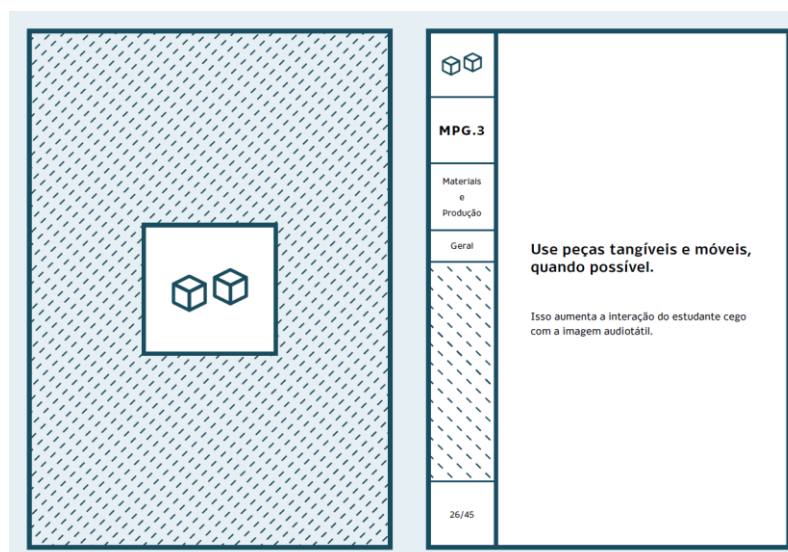 MPG.3
Materiais
e
Produção
Geral
26/45
Use peças tangíveis e móveis,
quando possível.
Isso aumenta a interação do estudante cego
com a imagem audiotátil.